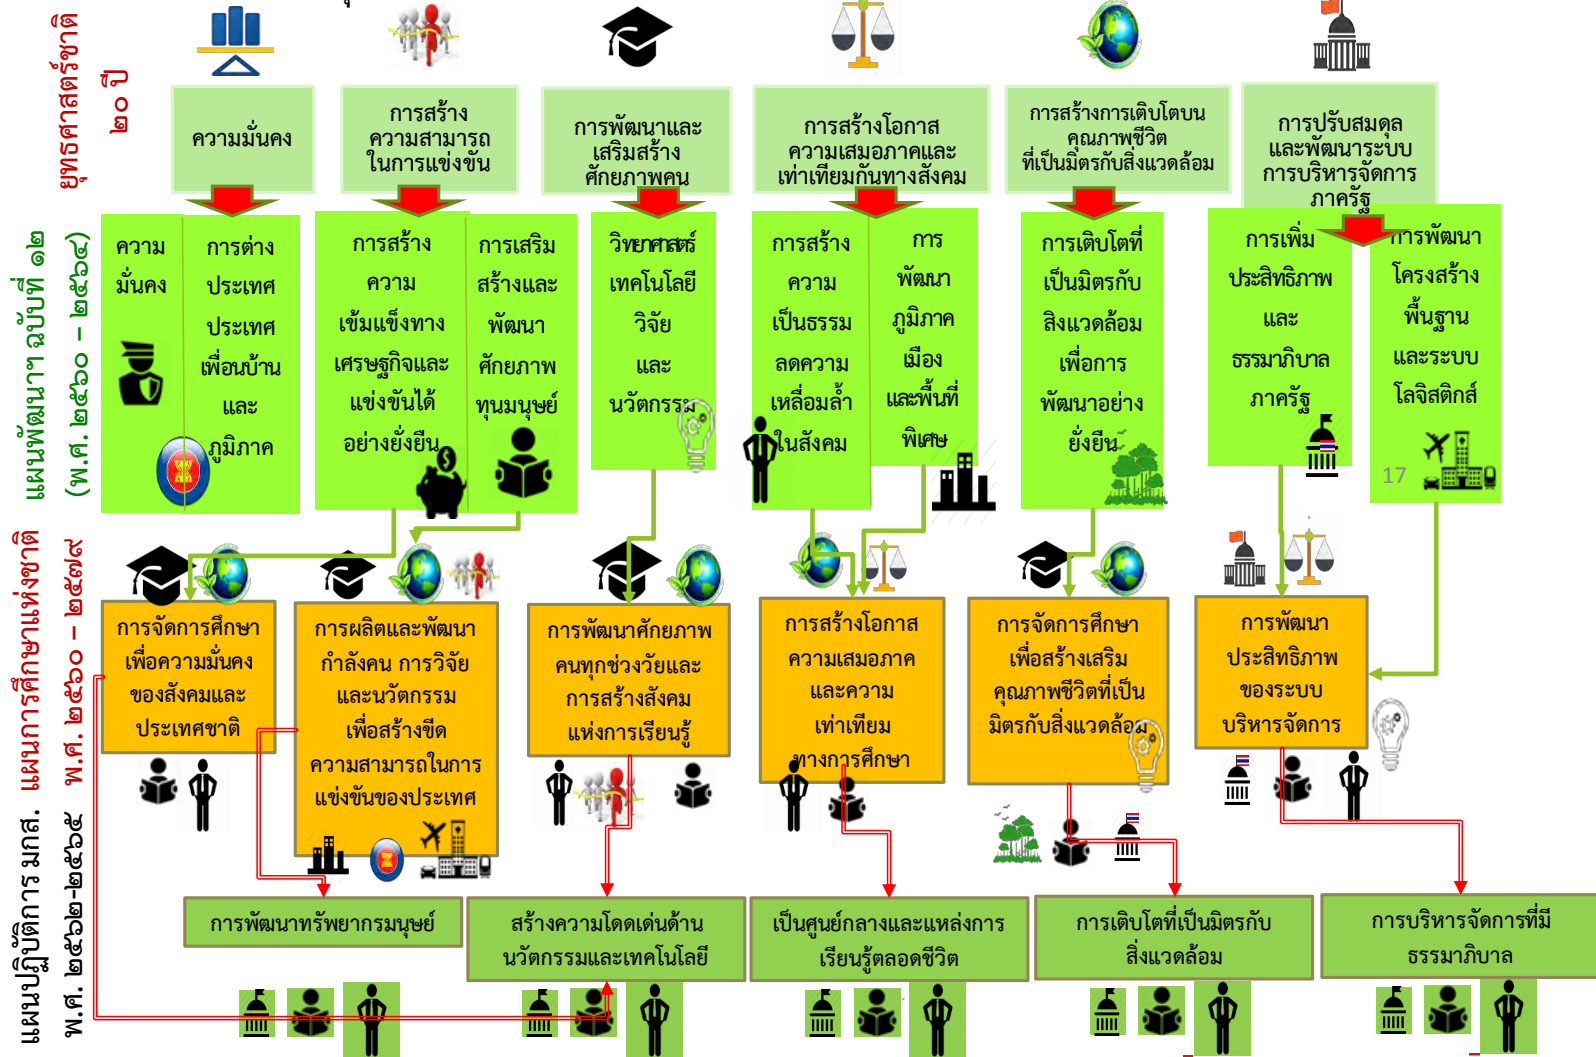 ยุทธศาสตร์ชาติ
๒๐ ปี
ความมั่นคง
การสร้าง
ความสามารถ
ในการแข่งขัน
การพัฒนาและ
เสริมสร้าง
ศักยภาพคน
การสร้างโอกาส
ความเสมอภาคและ
เท่าเทียมกันทางสังคม
การสร้างการเติบโตบน
คุณภาพชีวิต
ที่เป็นมิตรกับสิ่งแวดล้อม
การปรับสมดุล
และพัฒนาระบบ
การบริหารจัดการ
ภาครัฐ
แผนพัฒนาฯ ฉบับที่ ๑๒
(พ.ศ. ๒๕๖๐ – ๒๕๖๔)
ความ
มั่นคง
การต่าง
ประเทศ
ประเทศ
เพื่อนบ้าน
และ
ภูมิภาค
การสร้าง
ความ
เข้มแข็งทาง
เศรษฐกิจและ
แข่งขันได้
อย่างยั่งยืน
การเสริม
สร้างและ
พัฒนา
ศักยภาพ
ทุนมนุษย์
วิทยาศาสตร์
เทคโนโลยี
วิจัย
และ
นวัตกรรม
การสร้าง
ความ
เป็นธรรม
ลดความ
เหลื่อมล้ำ
ในสังคม
การ
พัฒนา
ภูมิภาค
เมือง
และพื้นที่
พิเศษ
การเติบโตที่
เป็นมิตรกับ
สิ่งแวดล้อม
เพื่อการ
พัฒนาอย่าง
ยั่งยืน
การเพิ่ม
ประสิทธิภาพ
และ
ธรรมาภิบาล
ภาครัฐ
การพัฒนา
โครงสร้าง
พื้นฐาน
และระบบ
โลจิสติกส์
17
แผนการศึกษาแห่งชาติ
พ.ศ. ๒๕๖๐ – ๒๕๗๙
การจัดการศึกษา
เพื่อความมั่นคง
ของสังคมและ
ประเทศชาติ
การผลิตและพัฒนา
กำลังคน การวิจัย
และนวัตกรรม
เพื่อสร้างขีด
ความสามารถในการ
แข่งขันของประเทศ
การพัฒนาศักยภาพ
คนทุกช่วงวัยและ
การสร้างสังคม
แห่งการเรียนรู้
การสร้างโอกาส
ความเสมอภาค
และความ
เท่าเทียม
ทางการศึกษา
การจัดการศึกษา
เพื่อสร้างเสริม
คุณภาพชีวิตที่เป็น
มิตรกับสิ่งแวดล้อม
การพัฒนา
ประสิทธิภาพ
ของระบบ
บริหารจัดการ
แผนปฏิบัติการ มกส.
พ.ศ. ๒๕๖๒-๒๕๖๕
การพัฒนาทรัพยากรมนุษย์
สร้างความโดดเด่นด้าน
นวัตกรรมและเทคโนโลยี
เป็นศูนย์กลางและแหล่งการ
เรียนรู้ตลอดชีวิต
การเติบโตที่เป็นมิตรกับ
สิ่งแวดล้อม
การบริหารจัดการที่มี
ธรรมาภิบาล